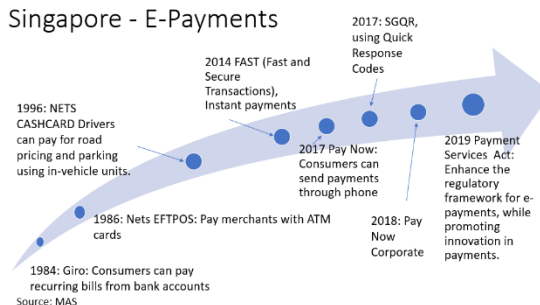 Singapore - E-Payments
1984: Giro: Consumers can pay
recurring bills from bank accounts
1986: Nets EFTPOS: Pay merchants with ATM
cards
1996: NETS
CASHCARD Drivers
can pay for road
pricing and parking
using in-vehicle units.
2014 FAST (Fast and
Secure
Transactions),
Instant payments
2017 Pay Now:
Consumers can
send payments
through phone
2017: SGQR,
using Quick
Response
Codes
2018: Pay
Now
Corporate
2019 Payment
Services Act:
Enhance the
regulatory
framework for e-
payments, while
promoting
innovation in
payments.
Source: MAS